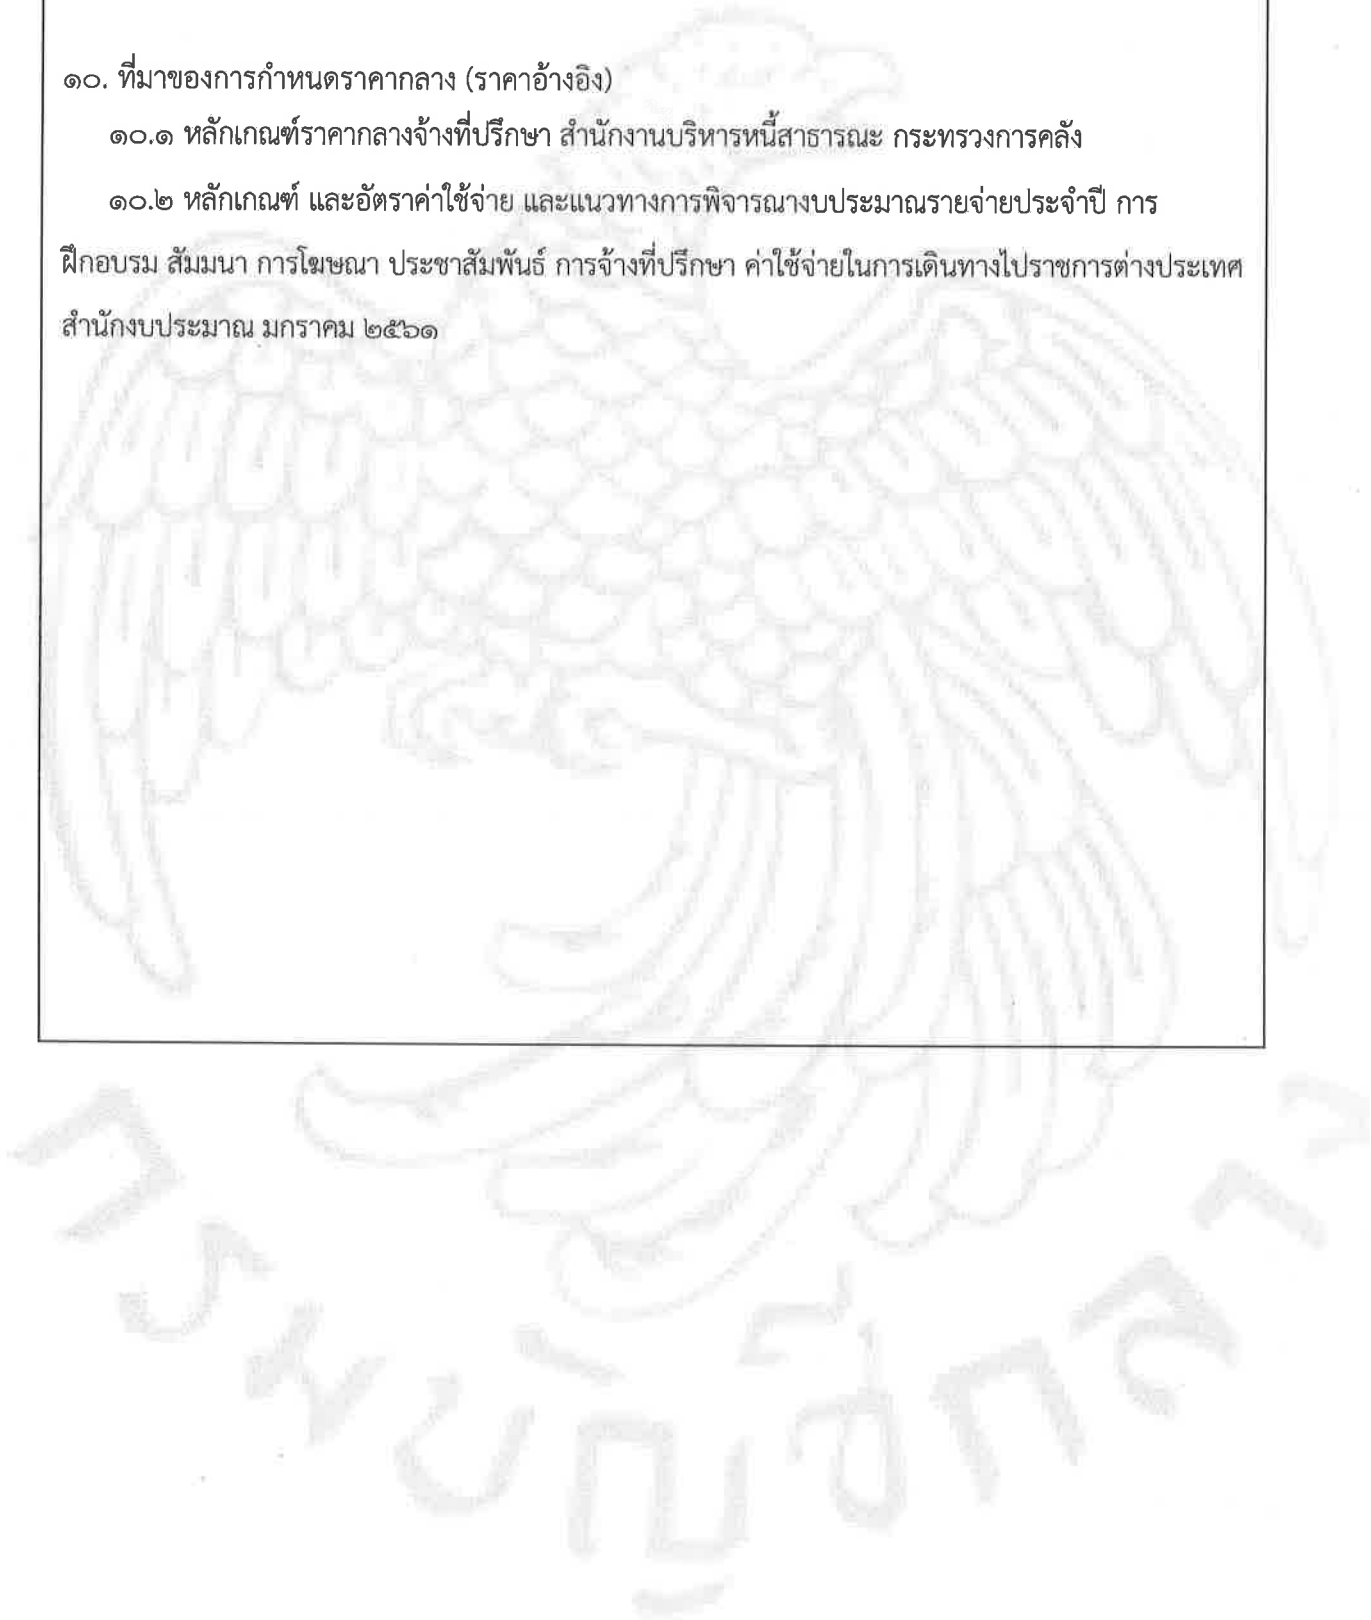 ๑๐. ที่มาของการกำหนดราคากลาง (ราคาอ้างอิง)
๑๐.๑ หลักเกณฑ์ราคากลางจ้างที่ปรึกษา สำนักงานบริหารหนี้สาธารณะ กระทรวงการคลัง
๑๐.๒ หลักเกณฑ์ และอัตราค่าใช้จ่าย และแนวทางการพิจารณางบประมาณรายจ่ายประจำปี การ
ฝึกอบรม สัมมนา การโฆษณา ประชาสัมพันธ์ การจ้างที่ปรึกษา ค่าใช้จ่ายในการเดินทางไปราชการต่างประเทศ
สำนักงบประมาณ มกราคม ๒๕๖๑
กรมบัญชีกลาง